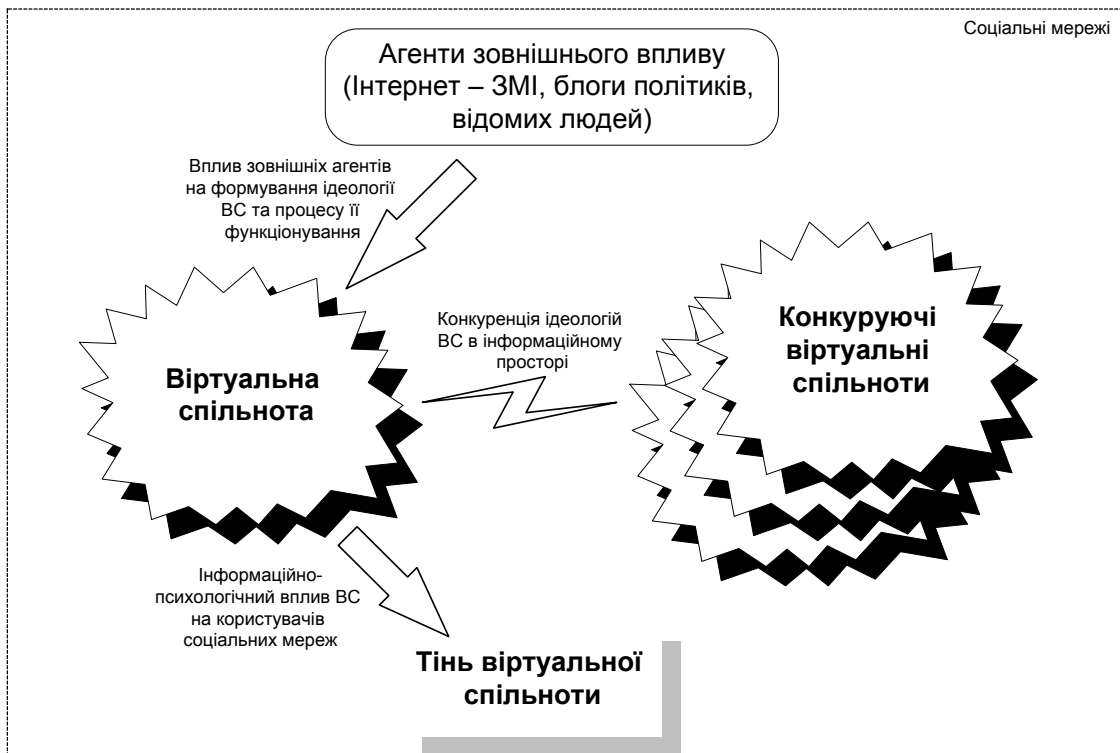 Соціальні мережі
Агенти зовнішнього впливу
(Інтернет – ЗМІ, блоги політиків,
відомих людей)
Вплив зовнішніх агентів
на формування ідеології
ВС та процесу її
функціонування
Конкуренція ідеологій
ВС в інформаційному
просторі
Конкуруючі
віртуальні
спільноти
Віртуальна
спільнота
Інформаційно-
психологічний вплив ВС
на користувачів
соціальних мереж
Тінь віртуальної
спільноти